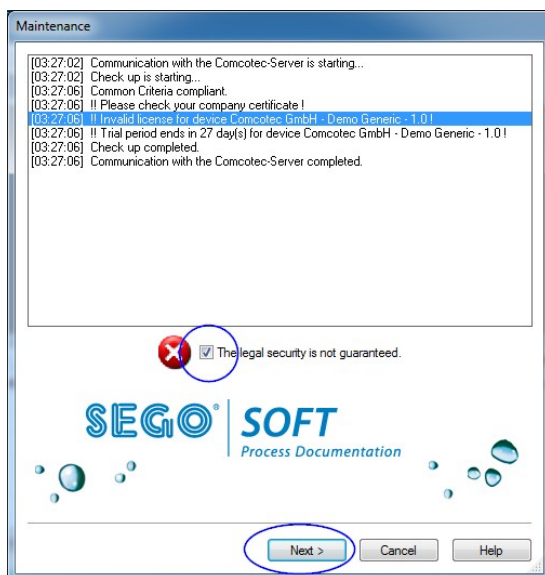 Maintenance
[03:27:02] Communication with the Comcotec-Server is starting...
[03:27:02] Check up is starting...
[03:27:06] Common Criteria compliant.
[03:27:06] !! Please check your company certificate !
[03:27:06] !! Invalid license for device Comcotec GmbH - Demo Generic - 1.0 !
[03:27:06] !! Trial period ends in 27 day(s) for device Comcotec GmbH - Demo Generic - 1.0 !
[03:27:06] Check up completed.
[03:27:06] Communication with the Comcotec-Server completed.
The legal security is not guaranteed.
SEGO® SOFT
Process Documentation
Next > Cancel Help